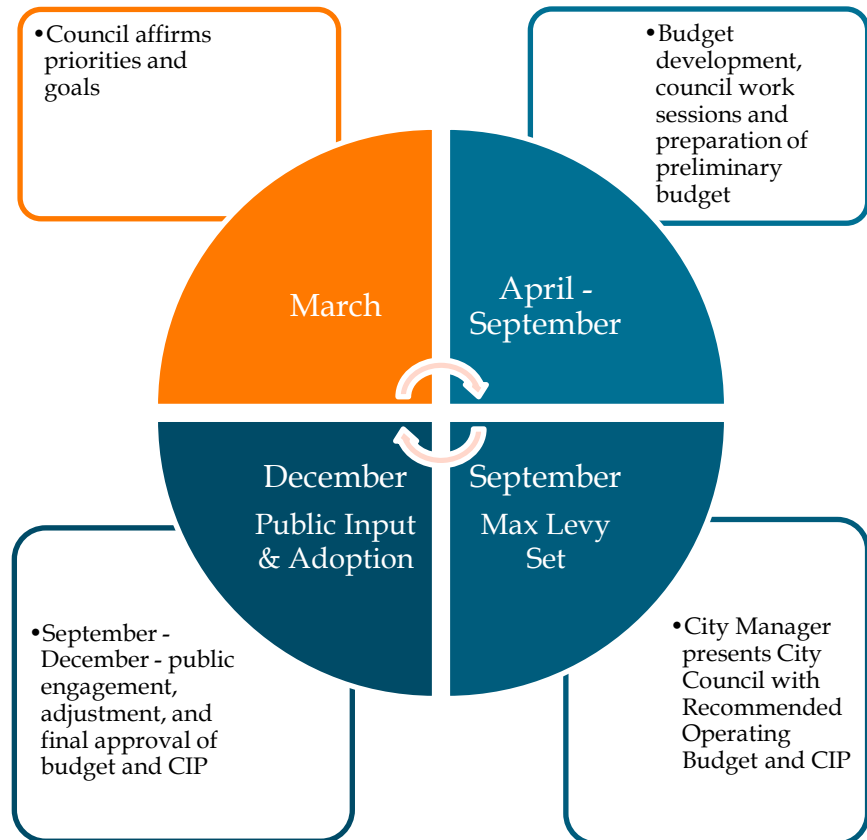 •Council affirms
priorities and
goals
•Budget
development,
council work
sessions and
preparation of
preliminary
budget
March
April -
September
December
Public Input
& Adoption
September
Max Levy
Set
•September -
December - public
engagement,
adjustment, and
final approval of
budget and CIP
•City Manager
presents City
Council with
Recommended
Operating
Budget and CIP